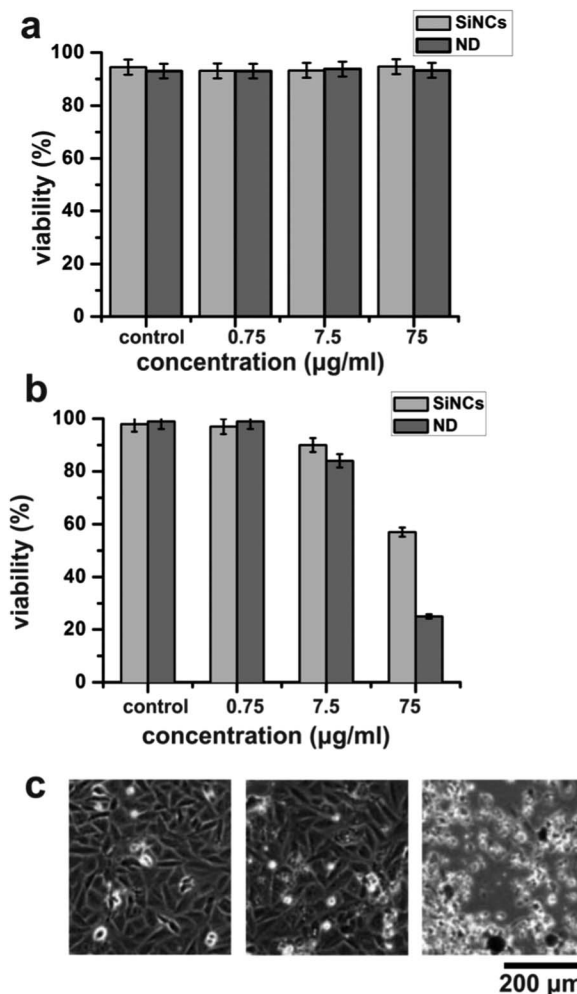 a
SiNCs
ND
100
80
60
40
20
0
viability (%)
control 0.75 7.5 75
concentration (µg/ml)
b
SiNCs
ND
100
80
60
40
20
0
viability (%)
control 0.75 7.5 75
concentration (µg/ml)
c
200 µm